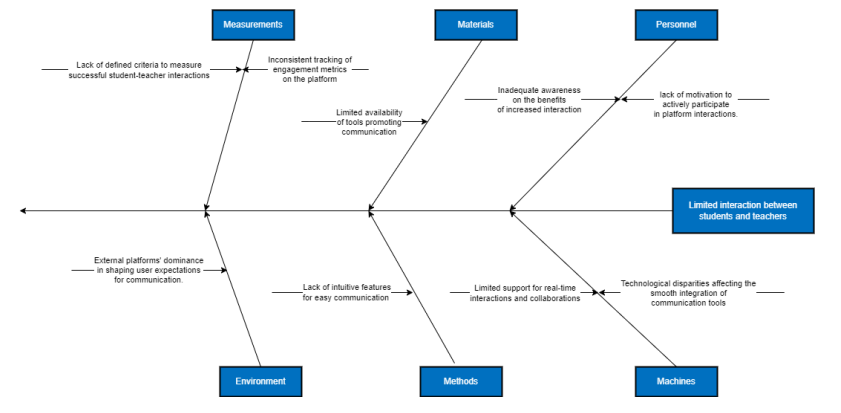 Measurements
Materials
Personnel
Lack of defined criteria to measure
successful student-teacher interactions
Inconsistent tracking of
engagement metrics
on the platform
Limited availability
of tools promoting
communication
Inadequate awareness
on the benefits
of increased interaction
lack of motivation to
actively participate
in platform interactions.
Limited interaction between
students and teachers
External platforms' dominance
in shaping user expectations
for communication.
Lack of intuitive features
for easy communication
Limited support for real-time
interactions and collaborations
Technological disparities affecting the
smooth integration of
communication tools
Environment
Methods
Machines